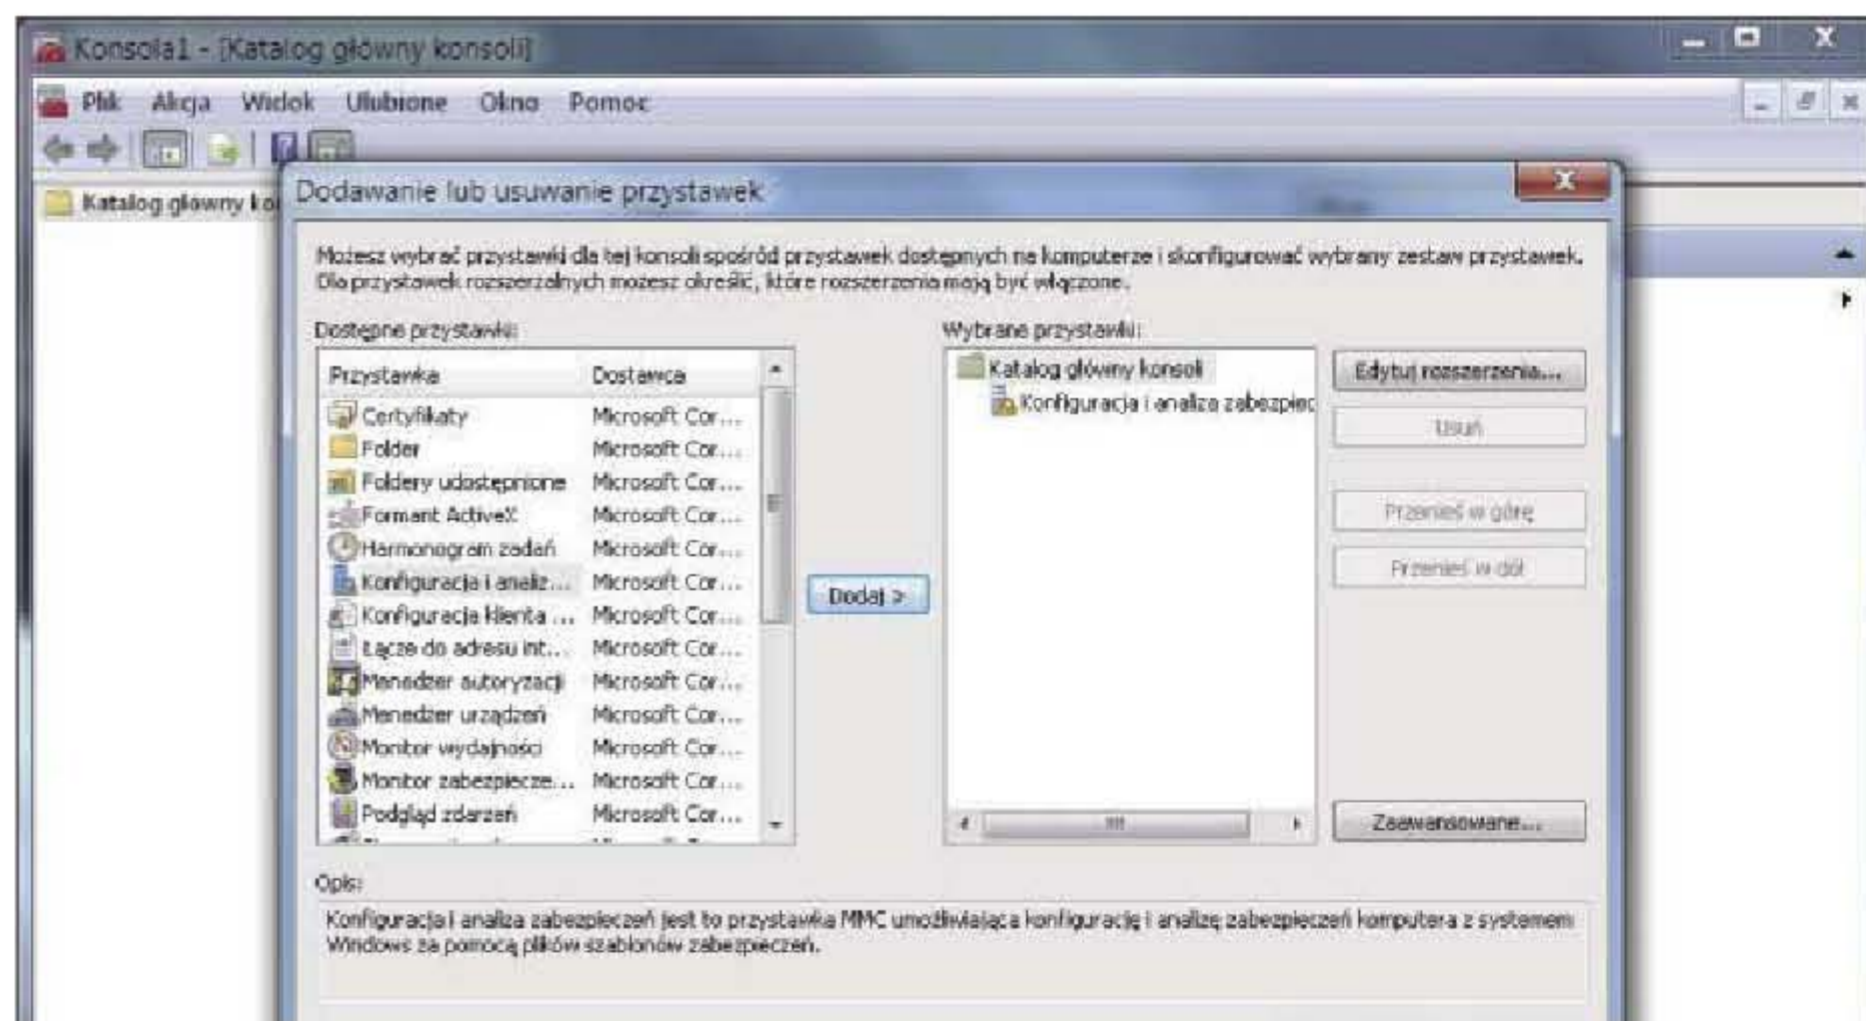 Konsola1 - [Katalog główny konsoli]
Plik Akcja Widok Ulubione Okno Pomoc
Katalog główny ko
Dodawanie lub usuwanie przystawek
Możesz wybrać przystawki dla tej konsoli spośród przystawek dostępnych na komputerze i skonfigurować wybrany zestaw przystawek.
Dla przystawek rozszerzalnych możesz określić, które rozszerzenia mają być włączone.
Dostępne przystawki:
Przystawka Dostawca
Certyfikaty Microsoft Cor...
Folder Microsoft Cor...
Foldery udostępnione Microsoft Cor...
Formant ActiveX Microsoft Cor...
Harmonogram zadań Microsoft Cor...
Konfiguracja i analiz... Microsoft Cor...
Konfiguracja klienta ... Microsoft Cor...
Łącze do adresu int... Microsoft Cor...
Menedżer autoryzacji Microsoft Cor...
Menedżer urządzeń Microsoft Cor...
Monitor wydajności Microsoft Cor...
Monitor zabezpiecze... Microsoft Cor...
Podgląd zdarzeń Microsoft Cor...
Dodaj >
Wybrane przystawki:
Katalog główny konsoli
Konfiguracja i analiza zabezpiec
Edytuj rozszerzenia...
Usuń
Przenieś w górę
Przenieś w dół
Zaawansowane...
Opis:
Konfiguracja i analiza zabezpieczeń jest to przystawka MMC umożliwiająca konfigurację i analizę zabezpieczeń komputera z systemem
Windows za pomocą plików szablonów zabezpieczeń.